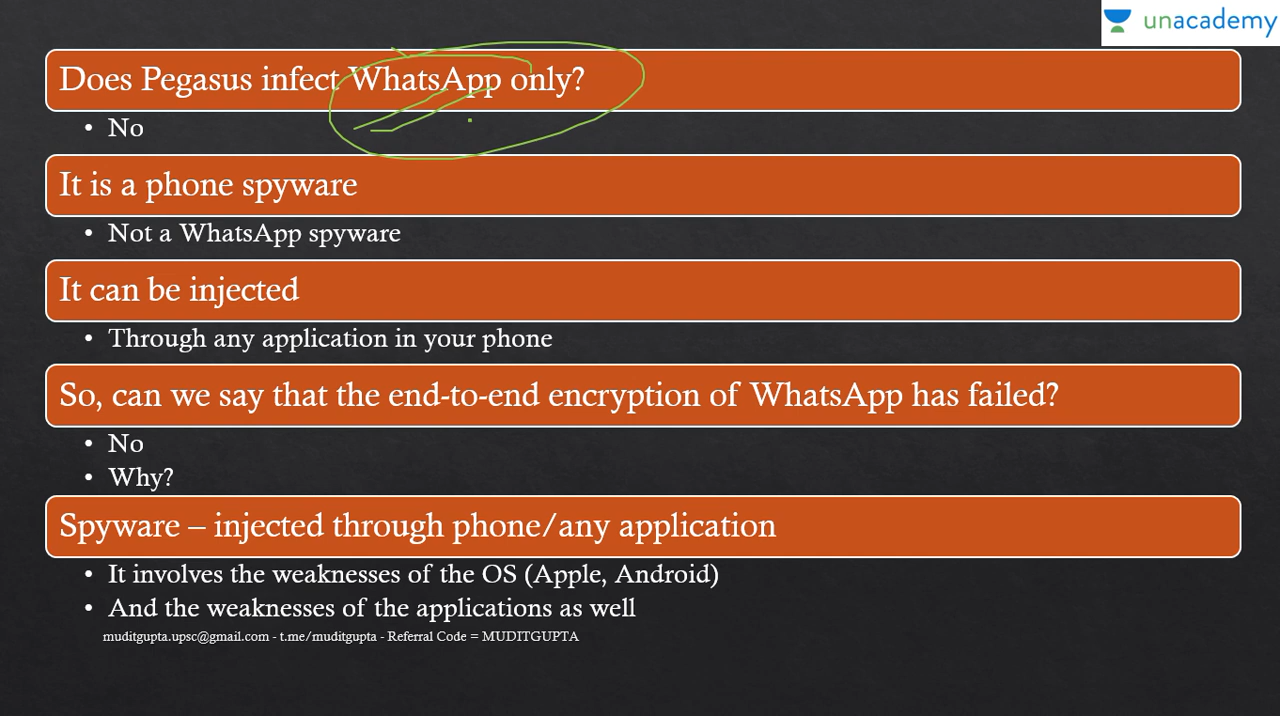 unacademy
Does Pegasus infect WhatsApp only?
• No
It is a phone spyware
• Not a WhatsApp spyware
It can be injected
• Through any application in your phone
So, can we say that the end-to-end encryption of WhatsApp has failed?
• No
• Why?
Spyware – injected through phone/any application
• It involves the weaknesses of the OS (Apple, Android)
• And the weaknesses of the applications as well
muditgupta.upsc@gmail.com - t.me/muditgupta - Referral Code = MUDITGUPTA